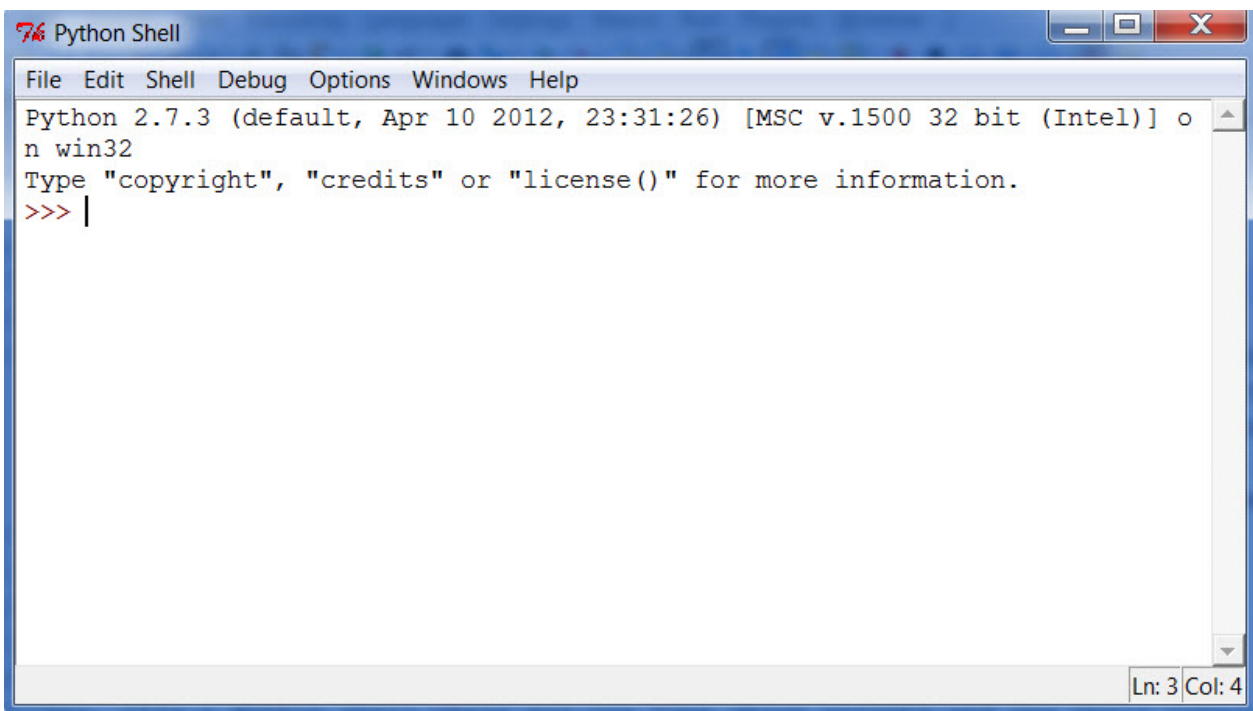 Python Shell
File Edit Shell Debug Options Windows Help
Python 2.7.3 (default, Apr 10 2012, 23:31:26) [MSC v.1500 32 bit (Intel)] o
n win32
Type "copyright", "credits" or "license()" for more information.
>>>
Ln: 3 Col: 4